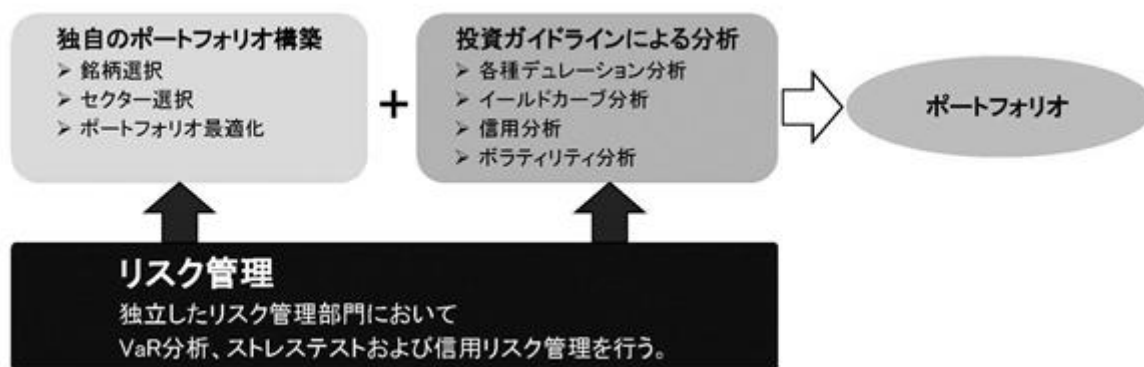 独自のポートフォリオ構築
➢ 銘柄選択
➢ セクター選択
➢ ポートフォリオ最適化
+
投資ガイドラインによる分析
➢ 各種デュレーション分析
➢ イールドカーブ分析
➢ 信用分析
➢ ボラティリティ分析
ポートフォリオ
リスク管理
独立したリスク管理部門において
VaR分析、ストレステストおよび信用リスク管理を行う。